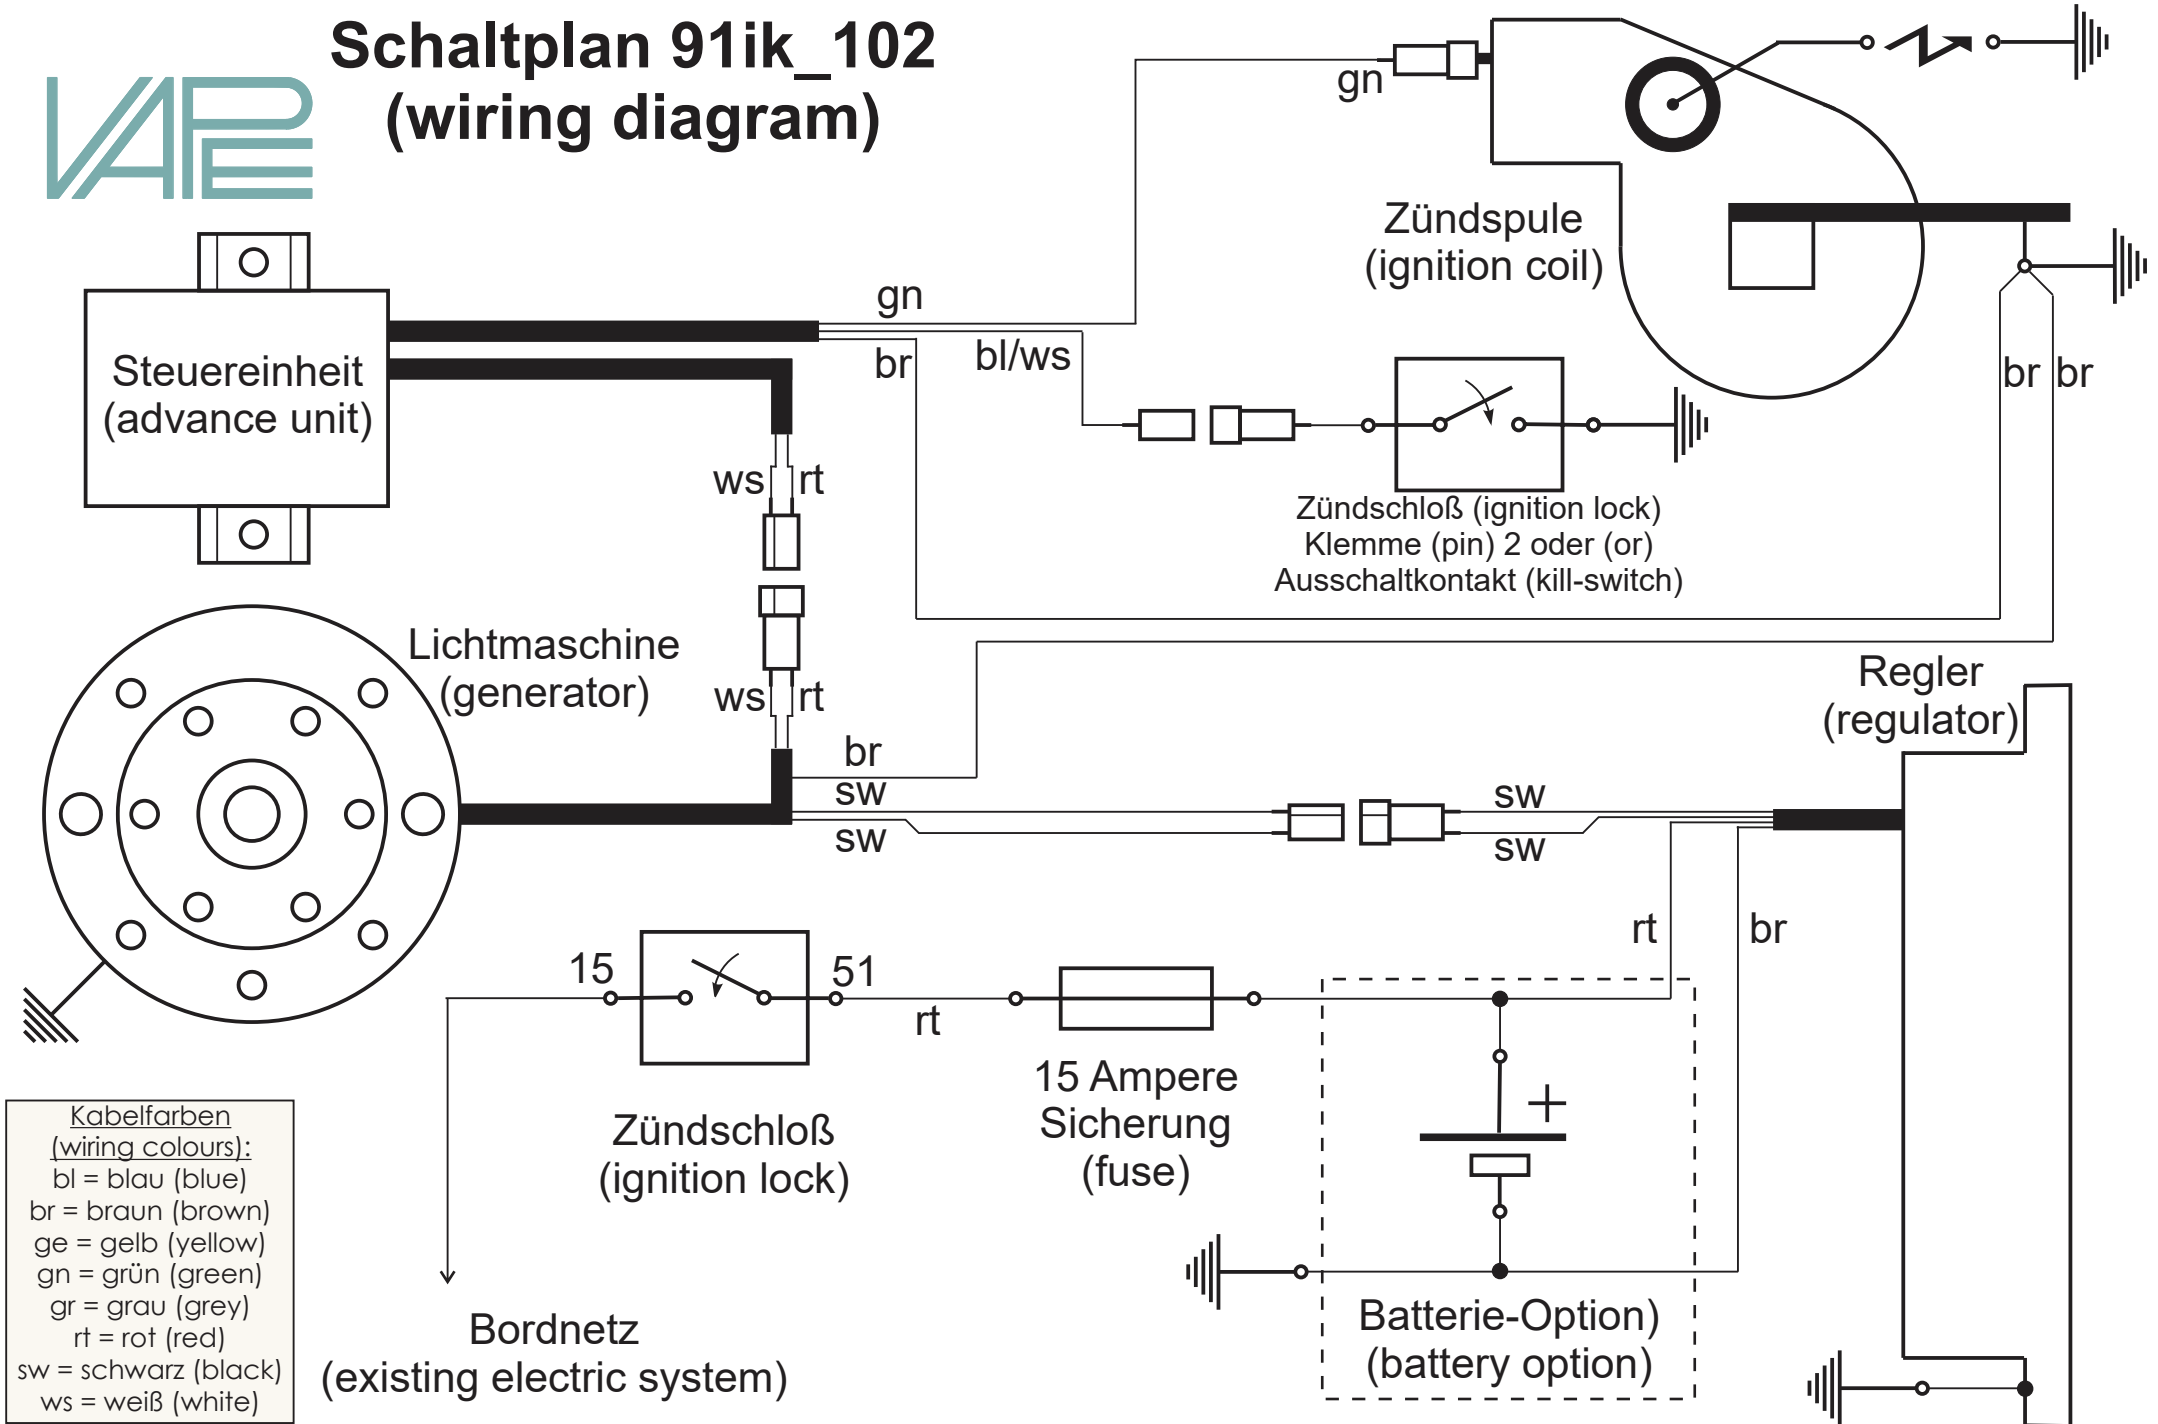 Schaltplan 91ik_102
(wiring diagram)
VAPE
gn
Zündspule
(ignition coil)
gn
bl/ws
br
br
br
Steuereinheit
(advance unit)
ws
rt
Zündschloß (ignition lock)
Klemme (pin) 2 oder (or)
Ausschaltkontakt (kill-switch)
Lichtmaschine
(generator)
ws
rt
Regler
(regulator)
br
sw
sw
sw
sw
rt
br
15
51
rt
15 Ampere
Sicherung
(fuse)
+
Zündschloß
(ignition lock)
Batterie-Option)
(battery option)
Bordnetz
(existing electric system)
Kabelfarben
(wiring colours):
bl = blau (blue)
br = braun (brown)
ge = gelb (yellow)
gn = grün (green)
gr = grau (grey)
rt = rot (red)
sw = schwarz (black)
ws = weiß (white)